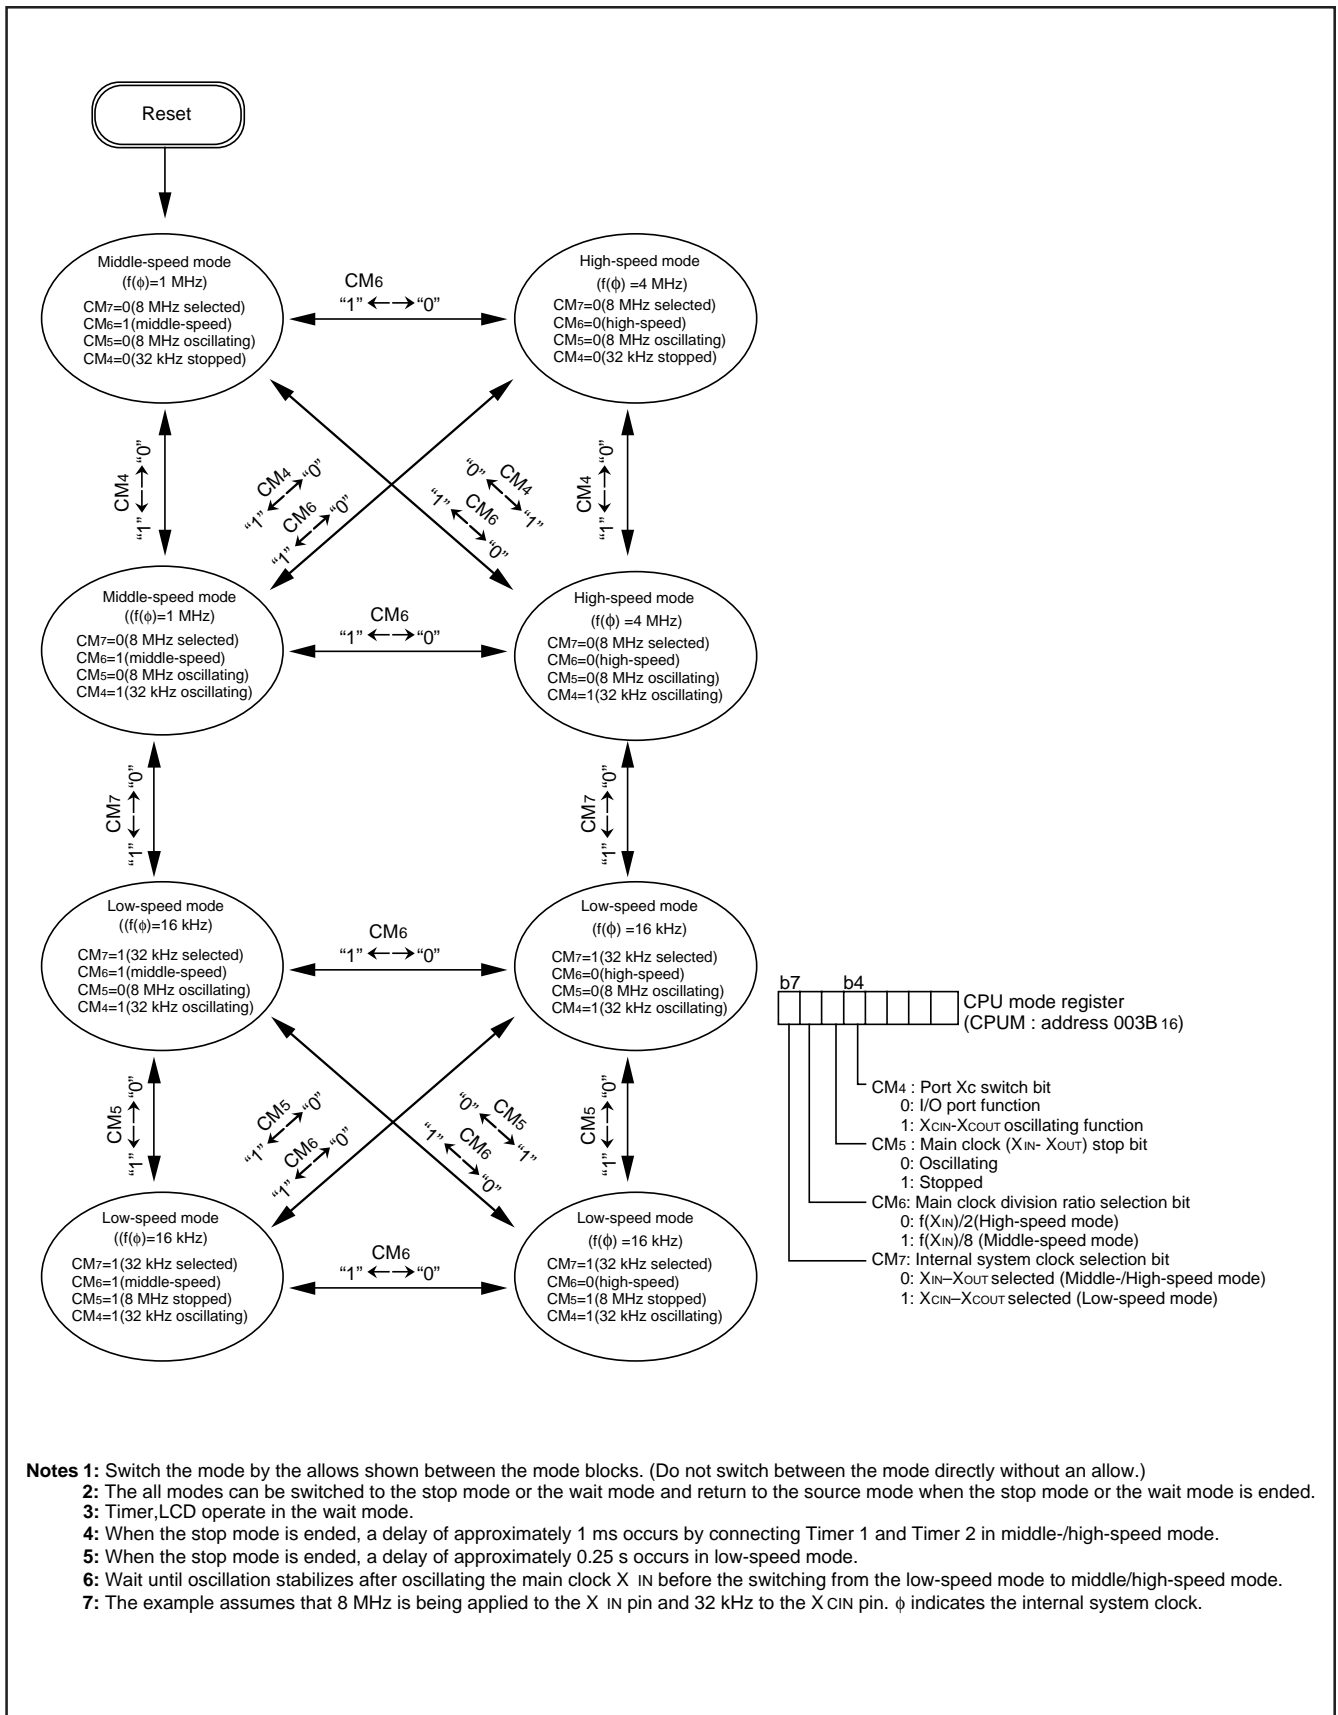 Reset
Middle-speed mode
(f(ϕ)=1 MHz)
CM7=0(8 MHz selected)
CM6=1(middle-speed)
CM5=0(8 MHz oscillating)
CM4=0(32 kHz stopped)
CM6
“1” ←→ “0”
High-speed mode
(f(ϕ) =4 MHz)
CM7=0(8 MHz selected)
CM6=0(high-speed)
CM5=0(8 MHz oscillating)
CM4=0(32 kHz stopped)
CM4
“1” ←→ “0”
CM4
“1” ←→ “0”
CM6
“1” ←→ “0”
CM4
“0” ←→ “1”
CM6
“1” ←→ “0”
CM4
“1” ←→ “0”
Middle-speed mode
((f(ϕ)=1 MHz)
CM7=0(8 MHz selected)
CM6=1(middle-speed)
CM5=0(8 MHz oscillating)
CM4=1(32 kHz oscillating)
CM6
“1” ←→ “0”
High-speed mode
(f(ϕ) =4 MHz)
CM7=0(8 MHz selected)
CM6=0(high-speed)
CM5=0(8 MHz oscillating)
CM4=1(32 kHz oscillating)
CM7
“1” ←→ “0”
CM7
“1” ←→ “0”
Low-speed mode
((f(ϕ)=16 kHz)
CM7=1(32 kHz selected)
CM6=1(middle-speed)
CM5=0(8 MHz oscillating)
CM4=1(32 kHz oscillating)
CM6
“1” ←→ “0”
Low-speed mode
(f(ϕ) =16 kHz)
CM7=1(32 kHz selected)
CM6=0(high-speed)
CM5=0(8 MHz oscillating)
CM4=1(32 kHz oscillating)
CM5
“1” ←→ “0”
CM5
“1” ←→ “0”
CM6
“1” ←→ “0”
CM5
“0” ←→ “1”
CM6
“1” ←→ “0”
CM5
“1” ←→ “0”
Low-speed mode
((f(ϕ)=16 kHz)
CM7=1(32 kHz selected)
CM6=1(middle-speed)
CM5=1(8 MHz stopped)
CM4=1(32 kHz oscillating)
CM6
“1” ←→ “0”
Low-speed mode
(f(ϕ) =16 kHz)
CM7=1(32 kHz selected)
CM6=0(high-speed)
CM5=1(8 MHz stopped)
CM4=1(32 kHz oscillating)
b7 b4
CPU mode register
(CPUM : address 003B16)
CM4 : Port Xc switch bit
0: I/O port function
1: XCIN-XCOUT oscillating function
CM5 : Main clock (XIN- XOUT) stop bit
0: Oscillating
1: Stopped
CM6: Main clock division ratio selection bit
0: f(XIN)/2(High-speed mode)
1: f(XIN)/8 (Middle-speed mode)
CM7: Internal system clock selection bit
0: XIN–XOUT selected (Middle-/High-speed mode)
1: XCIN–XCOUT selected (Low-speed mode)
Notes 1: Switch the mode by the allows shown between the mode blocks. (Do not switch between the mode directly without an allow.)
2: The all modes can be switched to the stop mode or the wait mode and return to the source mode when the stop mode or the wait mode is ended.
3: Timer,LCD operate in the wait mode.
4: When the stop mode is ended, a delay of approximately 1 ms occurs by connecting Timer 1 and Timer 2 in middle-/high-speed mode.
5: When the stop mode is ended, a delay of approximately 0.25 s occurs in low-speed mode.
6: Wait until oscillation stabilizes after oscillating the main clock X IN before the switching from the low-speed mode to middle/high-speed mode.
7: The example assumes that 8 MHz is being applied to the X IN pin and 32 kHz to the X CIN pin. ϕ indicates the internal system clock.